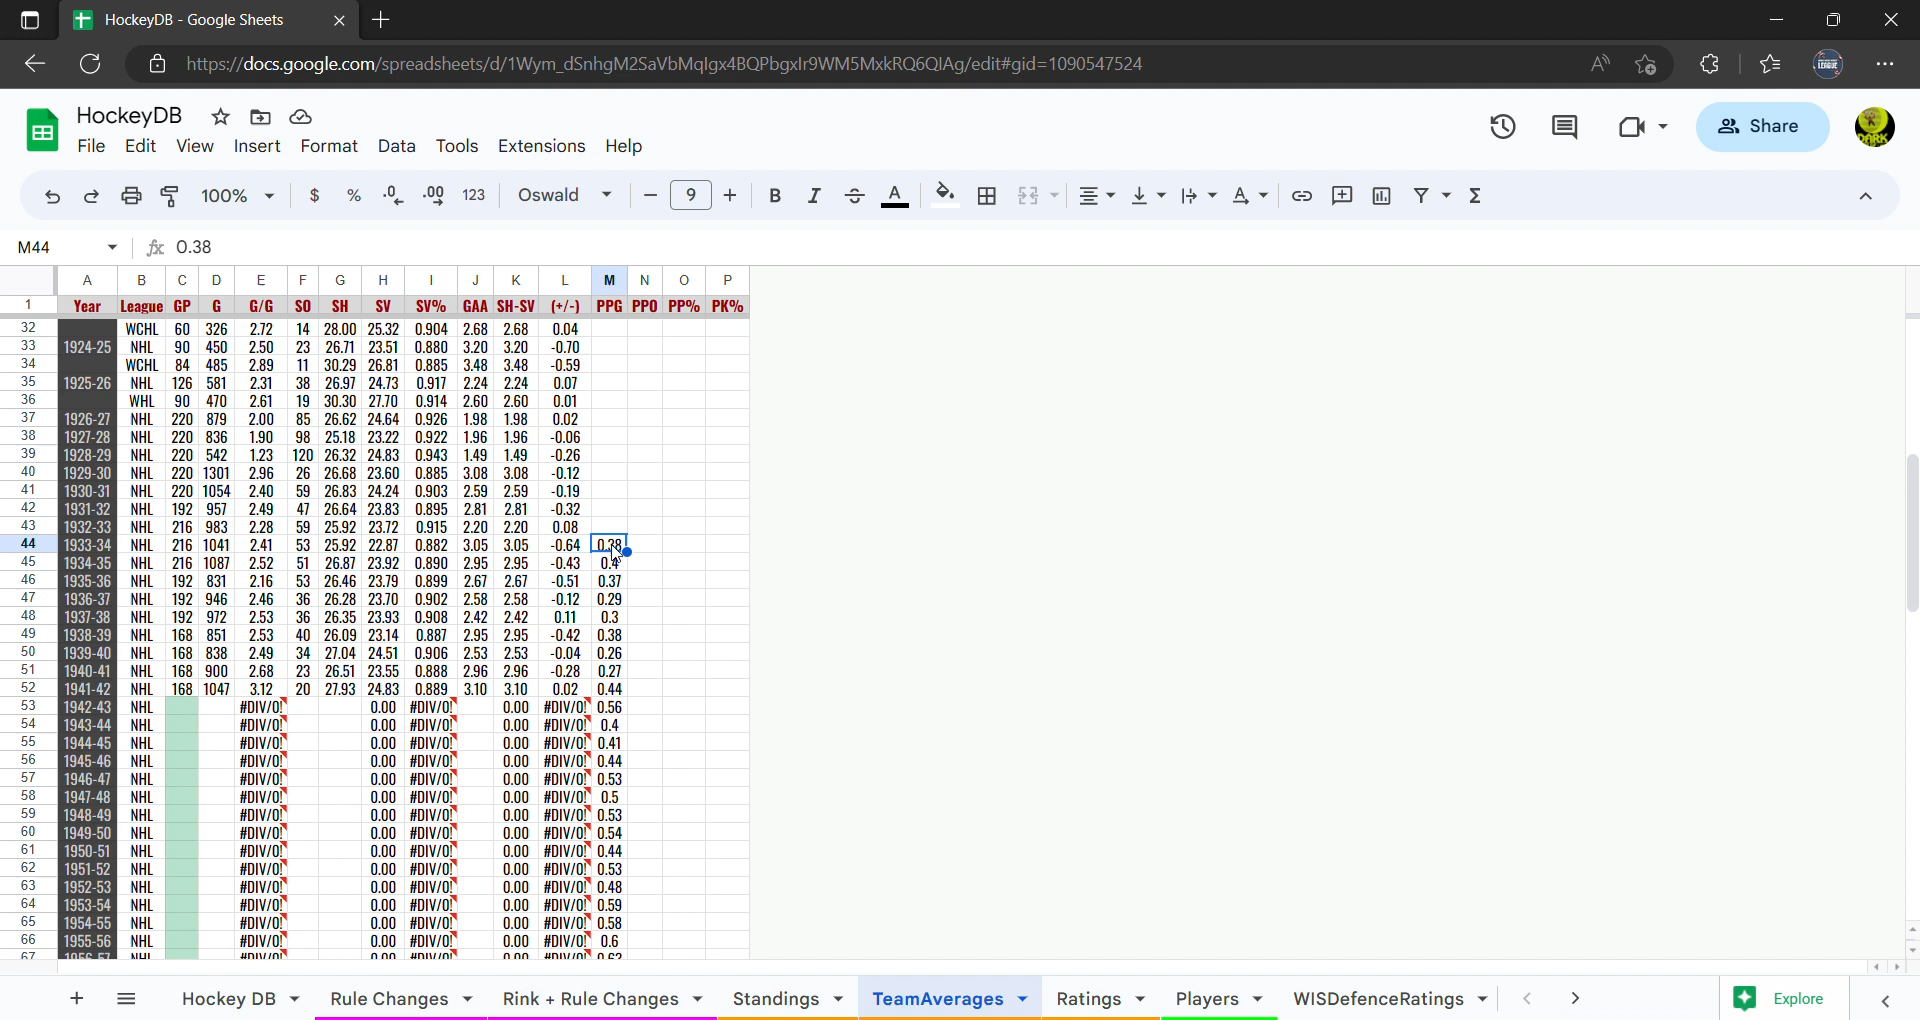 HockeyDB - Google Sheets
https://docs.google.com/spreadsheets/d/1Wym_dSnhgM2SaVbMqlgx4BQPbgxlr9WM5MxkRQ6QIAg/edit#gid=1090547524
HockeyDB
File Edit View Insert Format Data Tools Extensions Help
Share
100% $ % .0 .00 123 Oswald 9 B I A
M44 fx 0.38
A B C D E F G H I J K L M N O P
1 Year League GP G G/G SO SH SV SV% GAA SH-SV (+/-) PPG PPO PP% PK%
32 WCHL 60 326 2.72 14 28.00 25.32 0.904 2.68 2.68 0.04
33 1924-25 NHL 90 450 2.50 23 26.71 23.51 0.880 3.20 3.20 -0.70
34 WCHL 84 485 2.89 11 30.29 26.81 0.885 3.48 3.48 -0.59
35 1925-26 NHL 126 581 2.31 38 26.97 24.73 0.917 2.24 2.24 0.07
36 WHL 90 470 2.61 19 30.30 27.70 0.914 2.60 2.60 0.01
37 1926-27 NHL 220 879 2.00 85 26.62 24.64 0.926 1.98 1.98 0.02
38 1927-28 NHL 220 836 1.90 98 25.18 23.22 0.922 1.96 1.96 -0.06
39 1928-29 NHL 220 542 1.23 120 26.32 24.83 0.943 1.49 1.49 -0.26
40 1929-30 NHL 220 1301 2.96 26 26.68 23.60 0.885 3.08 3.08 -0.12
41 1930-31 NHL 220 1054 2.40 59 26.83 24.24 0.903 2.59 2.59 -0.19
42 1931-32 NHL 192 957 2.49 47 26.64 23.83 0.895 2.81 2.81 -0.32
43 1932-33 NHL 216 983 2.28 59 25.92 23.72 0.915 2.20 2.20 0.08
44 1933-34 NHL 216 1041 2.41 53 25.92 22.87 0.882 3.05 3.05 -0.64 0.38
45 1934-35 NHL 216 1087 2.52 51 26.87 23.92 0.890 2.95 2.95 -0.43 0.4
46 1935-36 NHL 192 831 2.16 53 26.46 23.79 0.899 2.67 2.67 -0.51 0.37
47 1936-37 NHL 192 946 2.46 36 26.28 23.70 0.902 2.58 2.58 -0.12 0.29
48 1937-38 NHL 192 972 2.53 36 26.35 23.93 0.908 2.42 2.42 0.11 0.3
49 1938-39 NHL 168 851 2.53 40 26.09 23.14 0.887 2.95 2.95 -0.42 0.38
50 1939-40 NHL 168 838 2.49 34 27.04 24.51 0.906 2.53 2.53 -0.04 0.26
51 1940-41 NHL 168 900 2.68 23 26.51 23.55 0.888 2.96 2.96 -0.28 0.27
52 1941-42 NHL 168 1047 3.12 20 27.93 24.83 0.889 3.10 3.10 0.02 0.44
53 1942-43 NHL #DIV/0! 0.00 #DIV/0! 0.00 #DIV/0! 0.56
54 1943-44 NHL #DIV/0! 0.00 #DIV/0! 0.00 #DIV/0! 0.4
55 1944-45 NHL #DIV/0! 0.00 #DIV/0! 0.00 #DIV/0! 0.41
56 1945-46 NHL #DIV/0! 0.00 #DIV/0! 0.00 #DIV/0! 0.44
57 1946-47 NHL #DIV/0! 0.00 #DIV/0! 0.00 #DIV/0! 0.53
58 1947-48 NHL #DIV/0! 0.00 #DIV/0! 0.00 #DIV/0! 0.5
59 1948-49 NHL #DIV/0! 0.00 #DIV/0! 0.00 #DIV/0! 0.53
60 1949-50 NHL #DIV/0! 0.00 #DIV/0! 0.00 #DIV/0! 0.54
61 1950-51 NHL #DIV/0! 0.00 #DIV/0! 0.00 #DIV/0! 0.44
62 1951-52 NHL #DIV/0! 0.00 #DIV/0! 0.00 #DIV/0! 0.53
63 1952-53 NHL #DIV/0! 0.00 #DIV/0! 0.00 #DIV/0! 0.48
64 1953-54 NHL #DIV/0! 0.00 #DIV/0! 0.00 #DIV/0! 0.59
65 1954-55 NHL #DIV/0! 0.00 #DIV/0! 0.00 #DIV/0! 0.58
66 1955-56 NHL #DIV/0! 0.00 #DIV/0! 0.00 #DIV/0! 0.6
67 1956-57 NHL #DIV/0! 0.00 #DIV/0! 0.00 #DIV/0!
Hockey DB Rule Changes Rink + Rule Changes Standings TeamAverages Ratings Players WISDefenceRatings Explore